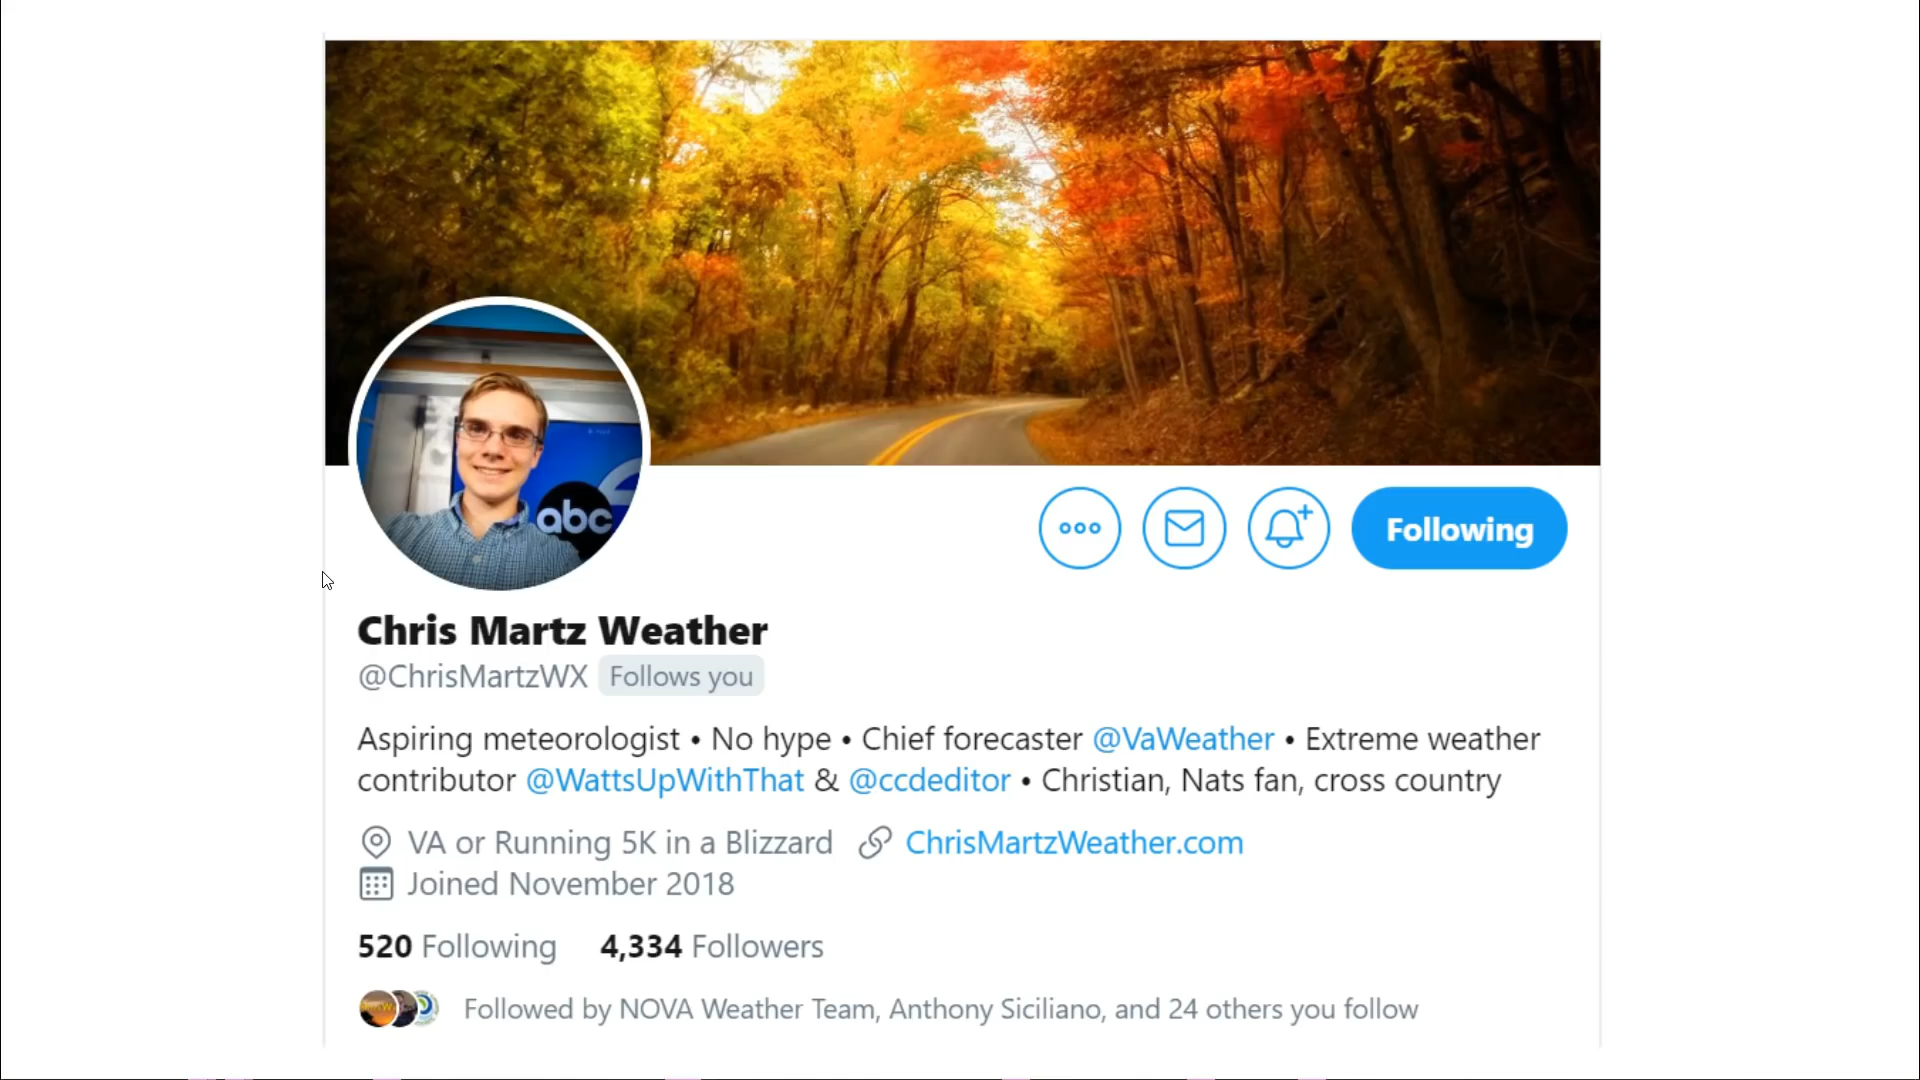 abc
Following
Chris Martz Weather
@ChrisMartzWX Follows you
Aspiring meteorologist • No hype • Chief forecaster @VaWeather • Extreme weather
contributor @WattsUpWithThat & @ccdeditor • Christian, Nats fan, cross country
VA or Running 5K in a Blizzard ChrisMartzWeather.com
Joined November 2018
520 Following 4,334 Followers
Followed by NOVA Weather Team, Anthony Siciliano, and 24 others you follow